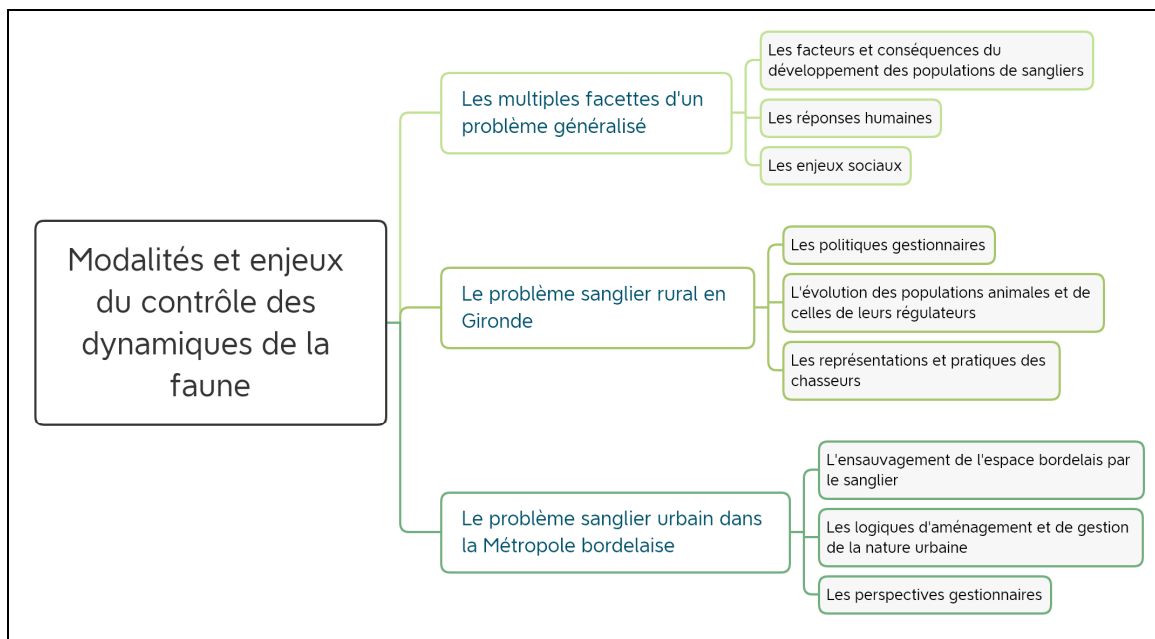 Modalités et enjeux
du contrôle des
dynamiques de la
faune
Les multiples facettes d'un
problème généralisé
Les facteurs et conséquences du
développement des populations de sangliers
Les réponses humaines
Les enjeux sociaux
Le problème sanglier rural en
Gironde
Les politiques gestionnaires
L'évolution des populations animales et de
celles de leurs régulateurs
Les représentations et pratiques des
chasseurs
Le problème sanglier urbain dans
la Métropole bordelaise
L'ensauvagement de l'espace bordelais par
le sanglier
Les logiques d'aménagement et de gestion
de la nature urbaine
Les perspectives gestionnaires